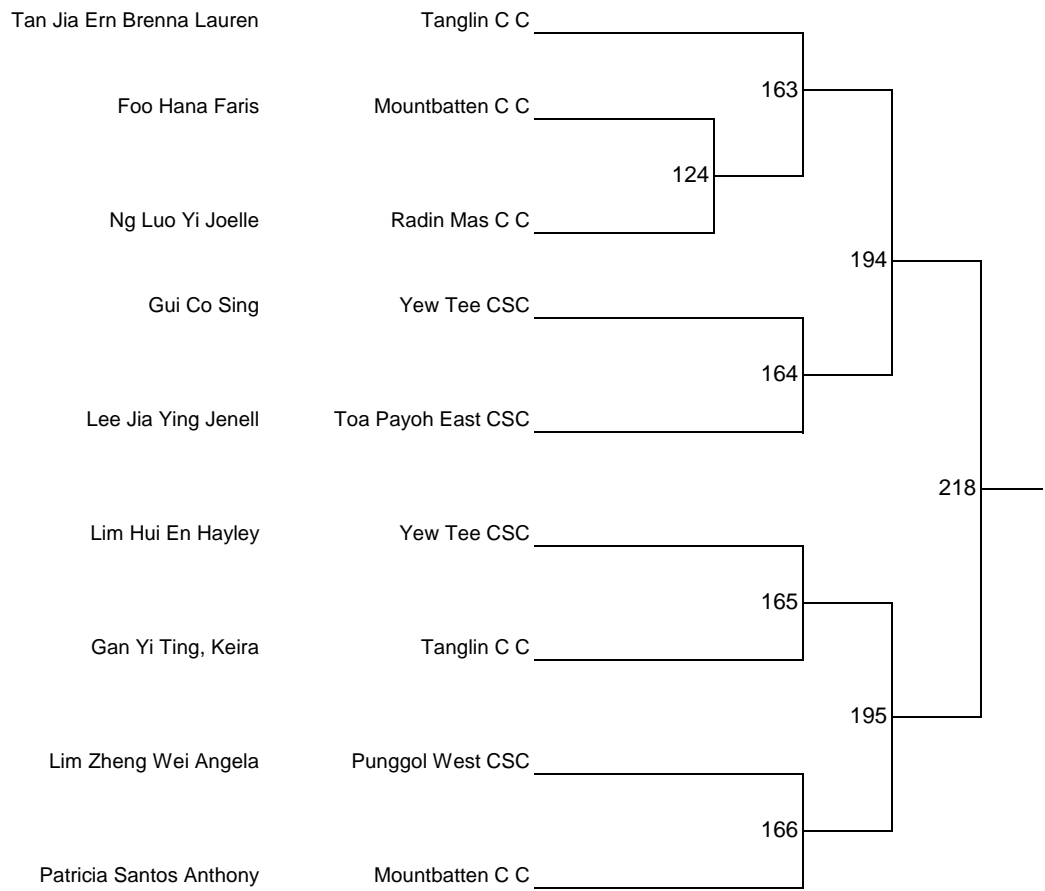 Tan Jia Ern Brenna Lauren Tanglin C C
163
Foo Hana Faris Mountbatten C C
124
Ng Luo Yi Joelle Radin Mas C C
194
Gui Co Sing Yew Tee CSC
164
Lee Jia Ying Jenell Toa Payoh East CSC
218
Lim Hui En Hayley Yew Tee CSC
165
Gan Yi Ting, Keira Tanglin C C
195
Lim Zheng Wei Angela Punggol West CSC
166
Patricia Santos Anthony Mountbatten C C